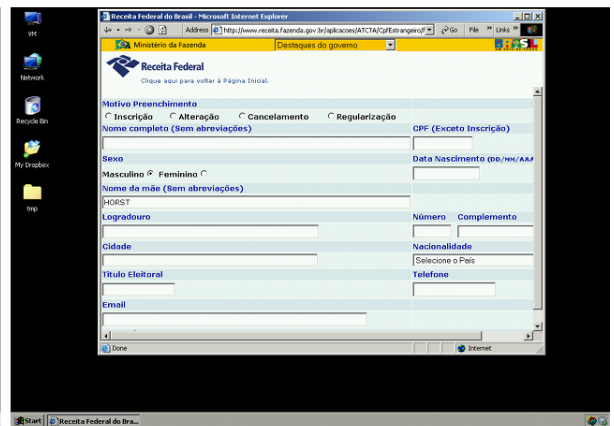 Receita Federal do Brasil - Microsoft Internet Explorer
Address http://www.receita.fazenda.gov.br/aplicacoes/ATCTA/CpfEstrangeiro/f Go File » Links »
Ministério da Fazenda Destaques do governo
Receita Federal
Clique aqui para voltar à Página Inicial.
Motivo Preenchimento
Inscrição Alteração Cancelamento Regularização
Nome completo (Sem abreviações) CPF (Exceto Inscrição)
Sexo Data Nascimento (DD/MM/AAA
Masculino Feminino
Nome da mãe (Sem abreviações)
HORST
Logradouro Número Complemento
Cidade Nacionalidade
Selecione o País
Titulo Eleitoral Telefone
Email
Done Internet
VM
Network
Recycle Bin
My Dropbox
tmp
Start Receita Federal do Bra...